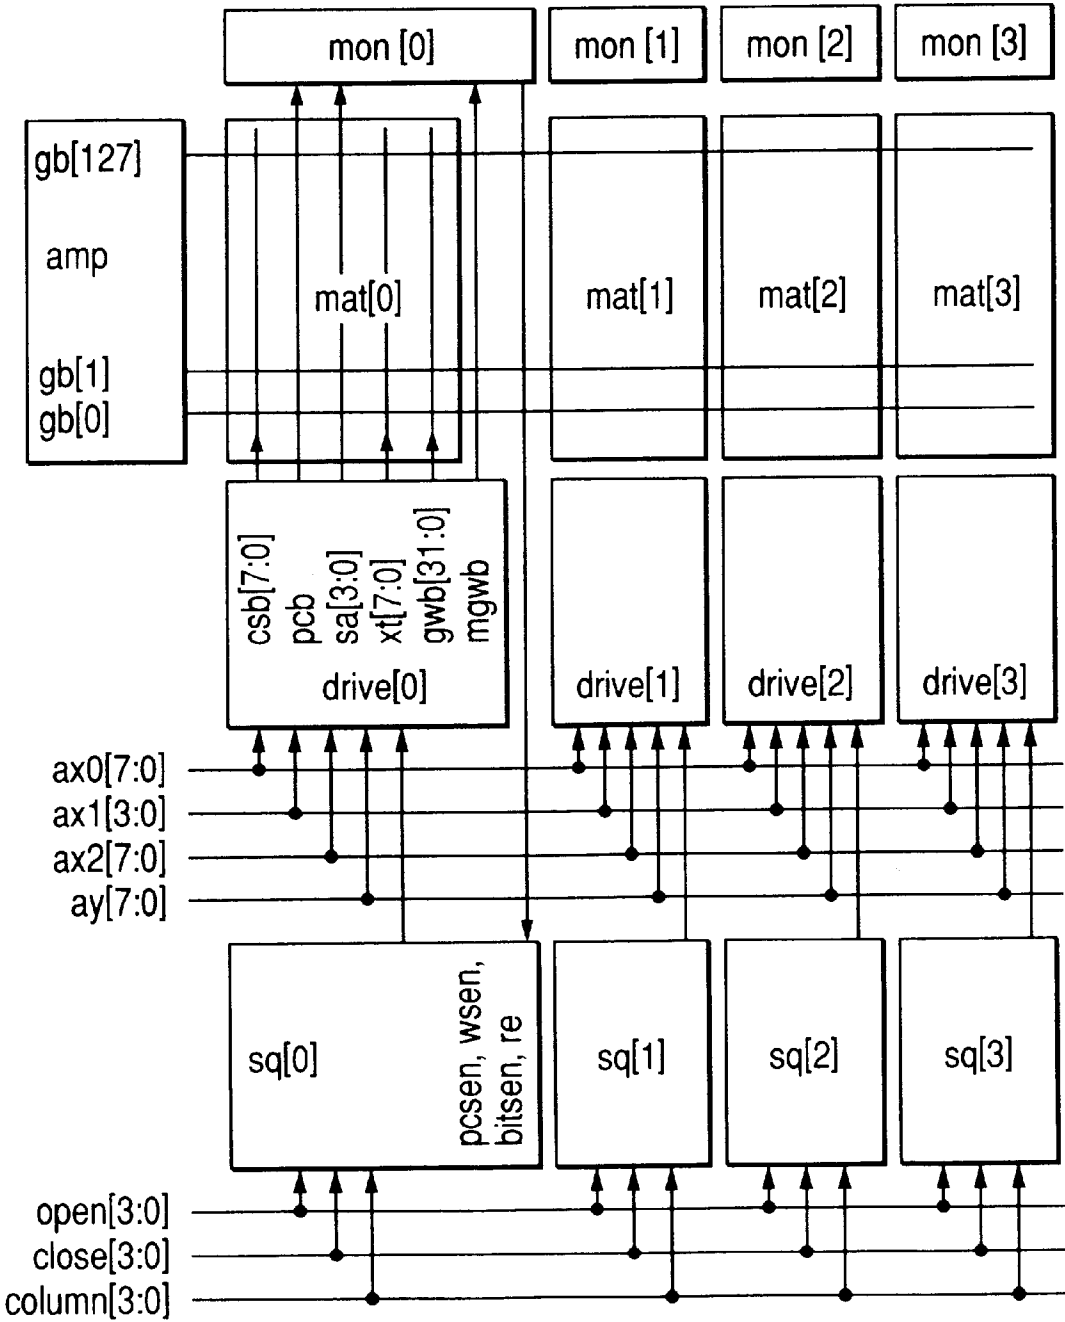 mon [0]
mon [1]
mon [2]
mon [3]
gb[127]
amp
gb[1]
gb[0]
mat[0]
mat[1]
mat[2]
mat[3]
csb[7:0]
pcb
sa[3:0]
xt[7:0]
gwb[31:0]
mgwb
drive[0]
drive[1]
drive[2]
drive[3]
ax0[7:0]
ax1[3:0]
ax2[7:0]
ay[7:0]
sq[0]
pcsen, wsen,
bitsen, re
sq[1]
sq[2]
sq[3]
open[3:0]
close[3:0]
column[3:0]